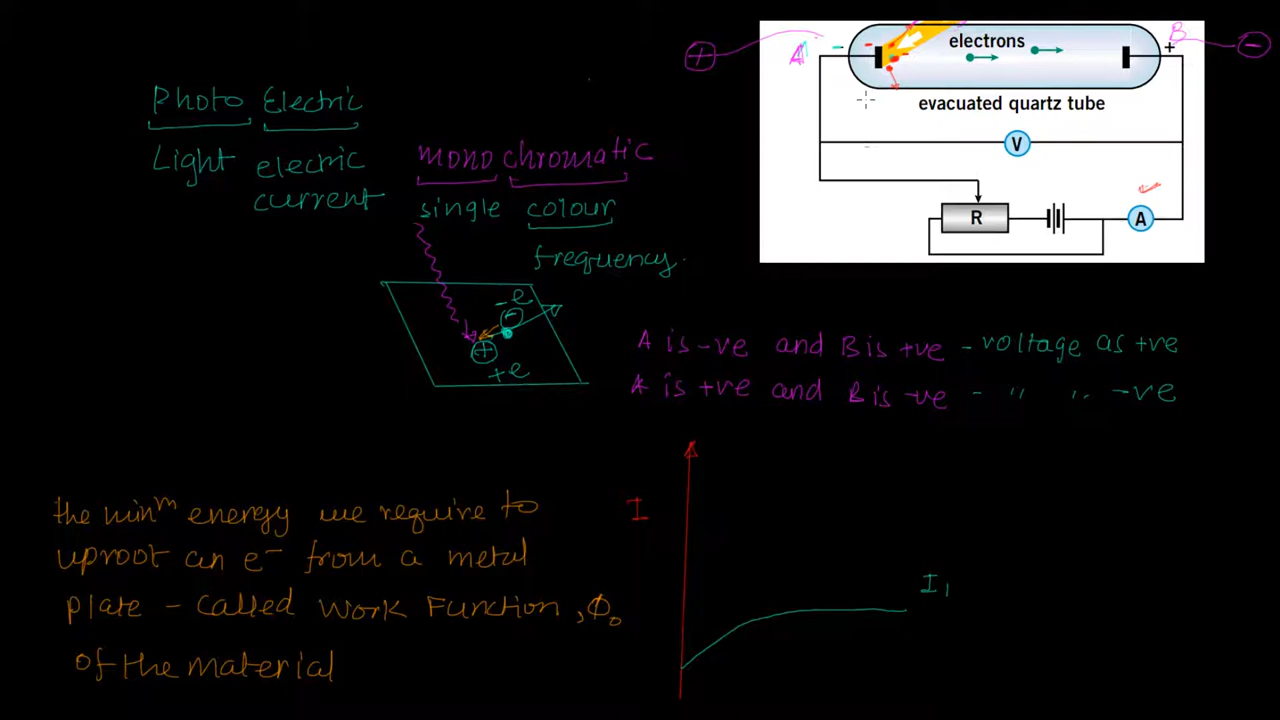 Photo Electric
Light electric
current
mono chromatic
single colour
frequency.
-e
+
+e
+ A - electrons B + -
evacuated quartz tube
V
R
A
A is -ve and B is +ve - voltage as +ve
A is +ve and B is -ve - " " -ve
the minᵐ energy we require to
uproot an e⁻ from a metal
plate - called Work Function, Φ₀
of the material
I
I₁